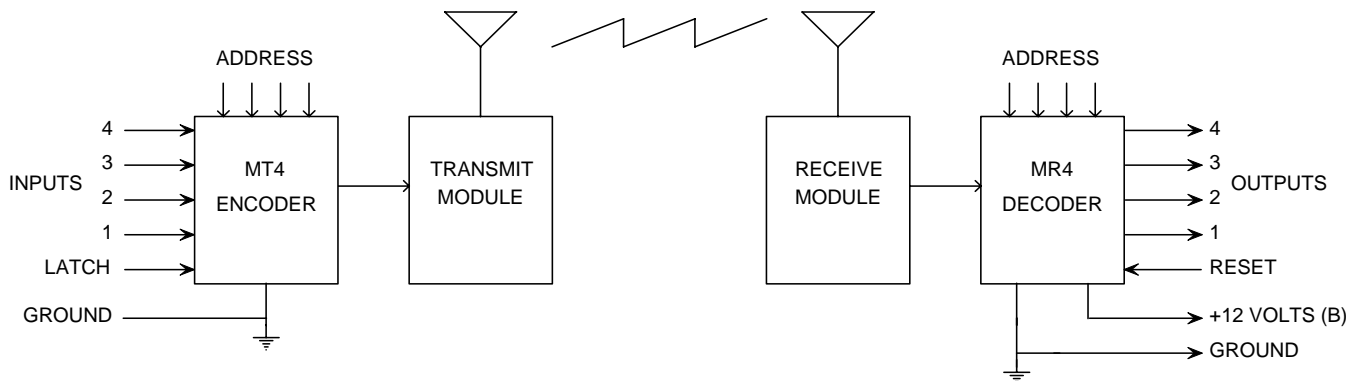 ADDRESS
4
3
INPUTS
2
1
LATCH
GROUND
MT4
ENCODER
TRANSMIT
MODULE
RECEIVE
MODULE
ADDRESS
MR4
DECODER
4
3
OUTPUTS
2
1
RESET
+12 VOLTS (B)
GROUND